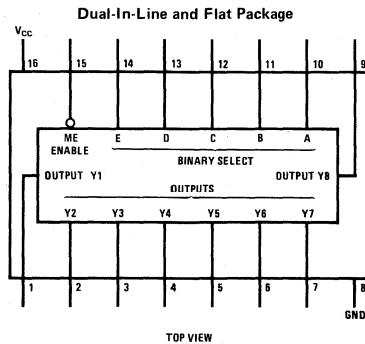 Dual-In-Line and Flat Package
VCC
16 15 14 13 12 11 10 9
ME E D C B A
ENABLE
BINARY SELECT
OUTPUT Y1 OUTPUT Y8
OUTPUTS
Y2 Y3 Y4 Y5 Y6 Y7
1 2 3 4 5 6 7 8
GND
TOP VIEW